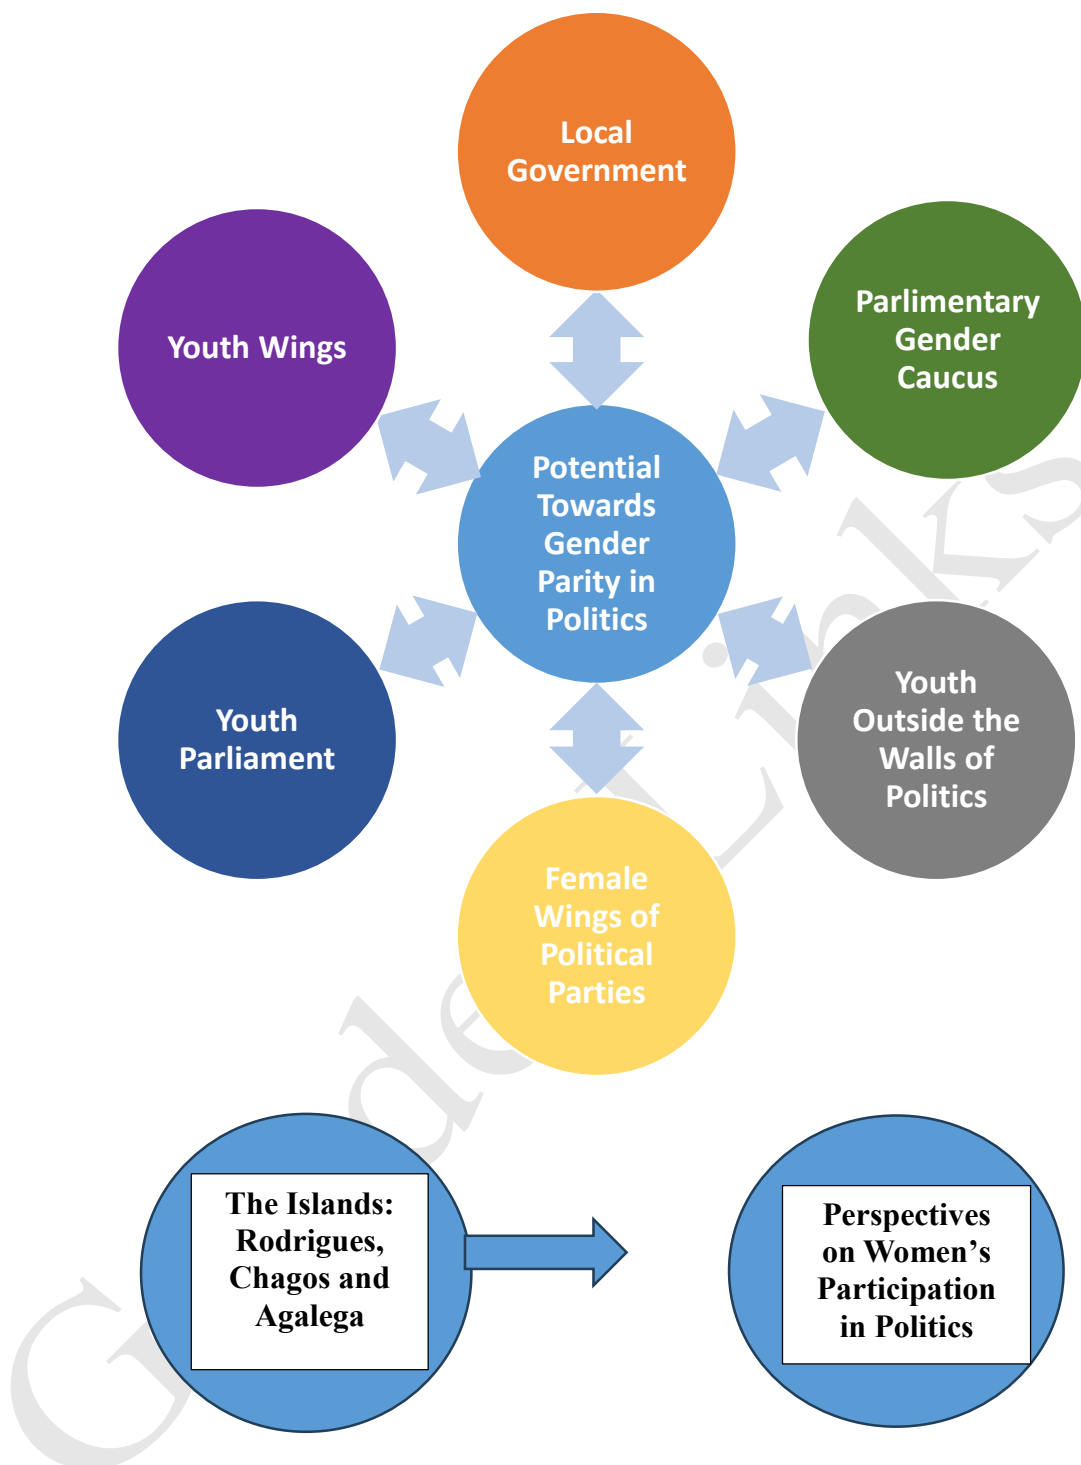 Local
Government
Youth Wings
Parlimentary
Gender
Caucus
Potential
Towards
Gender
Parity in
Politics
Youth
Parliament
Youth
Outside the
Walls of
Politics
Female
Wings of
Political
Parties
The Islands:
Rodrigues,
Chagos and
Agalega
Perspectives
on Women’s
Participation
in Politics